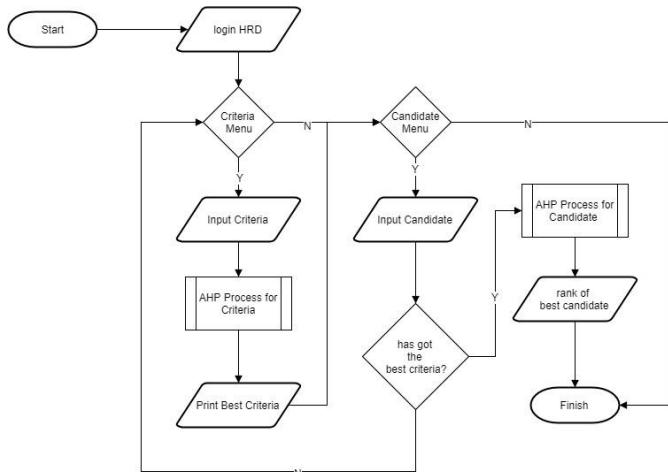 Start
login HRD
Criteria
Menu
N
Candidate
Menu
N
Y
Y
Input Criteria
Input Candidate
AHP Process for
Candidate
AHP Process for
Criteria
Y
rank of
best candidate
has got
the
best criteria?
Print Best Criteria
Finish
N